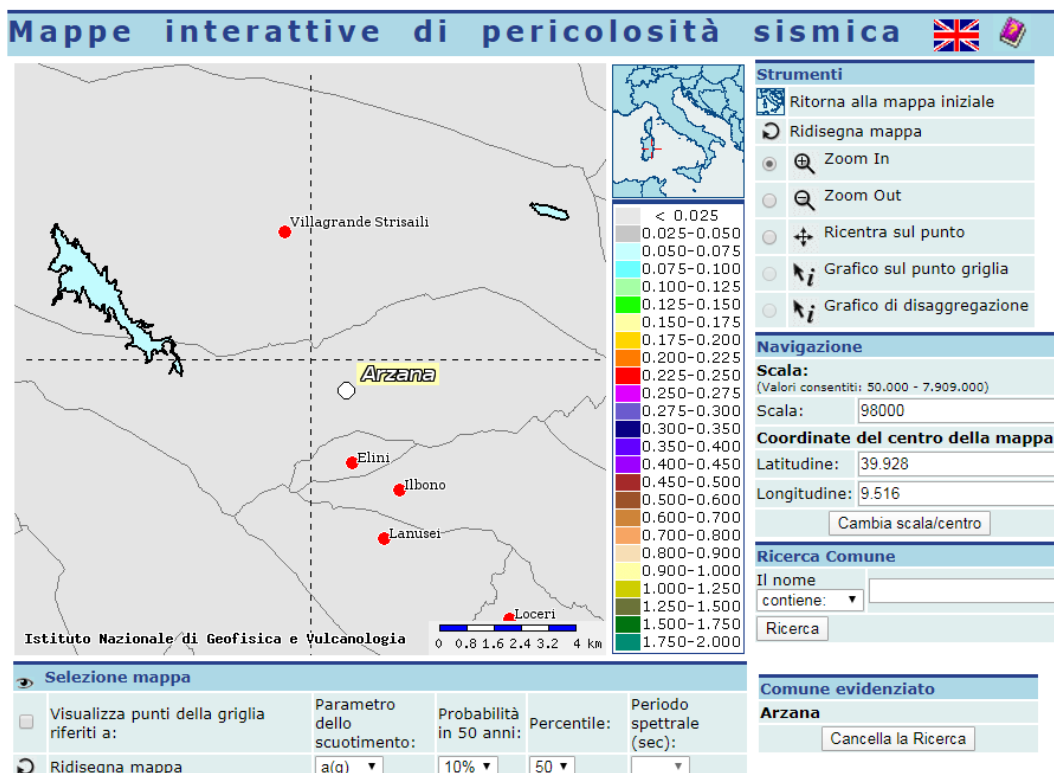 Mappe interattive di pericolosità sismica
Villagrande Strisaili
Arzana
Elini
Ilbono
Lanusei
Loceri
Istituto Nazionale di Geofisica e Vulcanologia
0 0.8 1.6 2.4 3.2 4 km
< 0.025
0.025-0.050
0.050-0.075
0.075-0.100
0.100-0.125
0.125-0.150
0.150-0.175
0.175-0.200
0.200-0.225
0.225-0.250
0.250-0.275
0.275-0.300
0.300-0.350
0.350-0.400
0.400-0.450
0.450-0.500
0.500-0.600
0.600-0.700
0.700-0.800
0.800-0.900
0.900-1.000
1.000-1.250
1.250-1.500
1.500-1.750
1.750-2.000
Strumenti
Ritorna alla mappa iniziale
Ridisegna mappa
Zoom In
Zoom Out
Ricentra sul punto
Grafico sul punto griglia
Grafico di disaggregazione
Navigazione
Scala:
(Valori consentiti: 50.000 - 7.909.000)
Scala: 98000
Coordinate del centro della mappa
Latitudine: 39.928
Longitudine: 9.516
Cambia scala/centro
Ricerca Comune
Il nome
contiene:
Ricerca
Selezione mappa
Visualizza punti della griglia
riferiti a:
Parametro
dello
scuotimento:
Probabilità
in 50 anni:
Percentile:
Periodo
spettrale
(sec):
Ridisegna mappa
a(g)
10%
50
Comune evidenziato
Arzana
Cancella la Ricerca